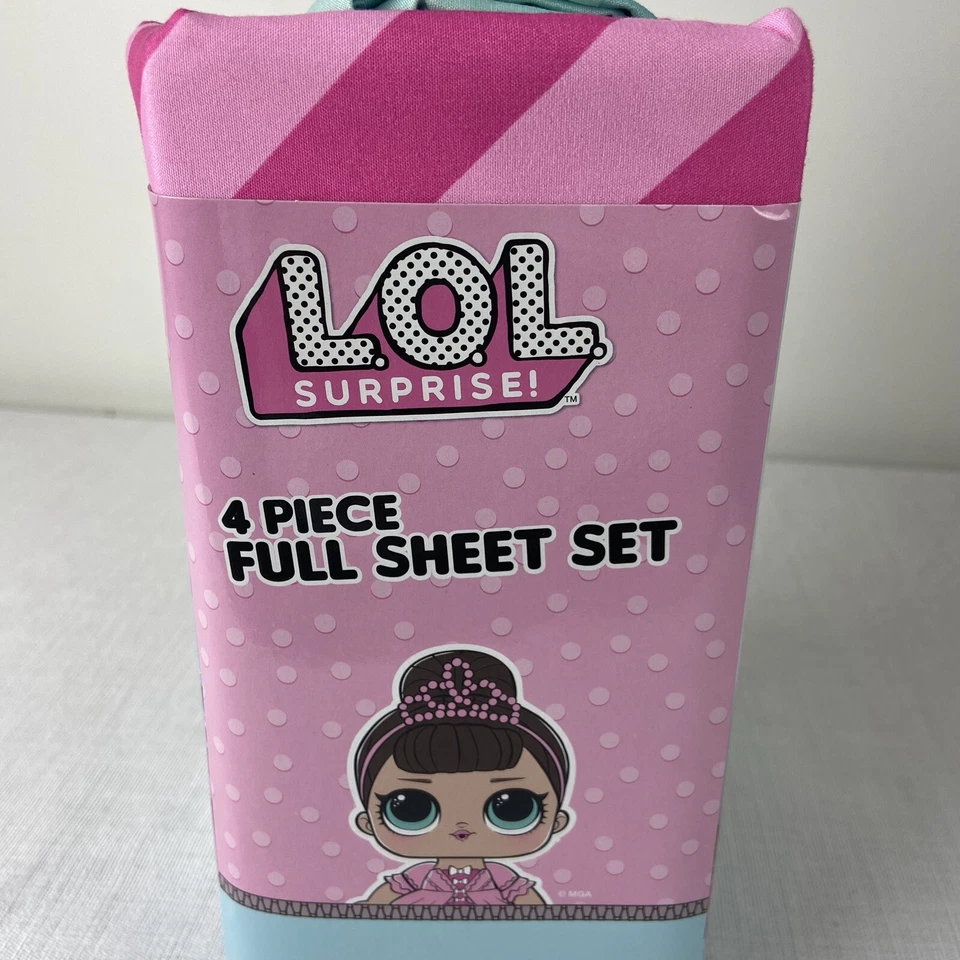 L.O.L.
SURPRISE!
TM
4 PIECE
FULL SHEET SET
© MGA